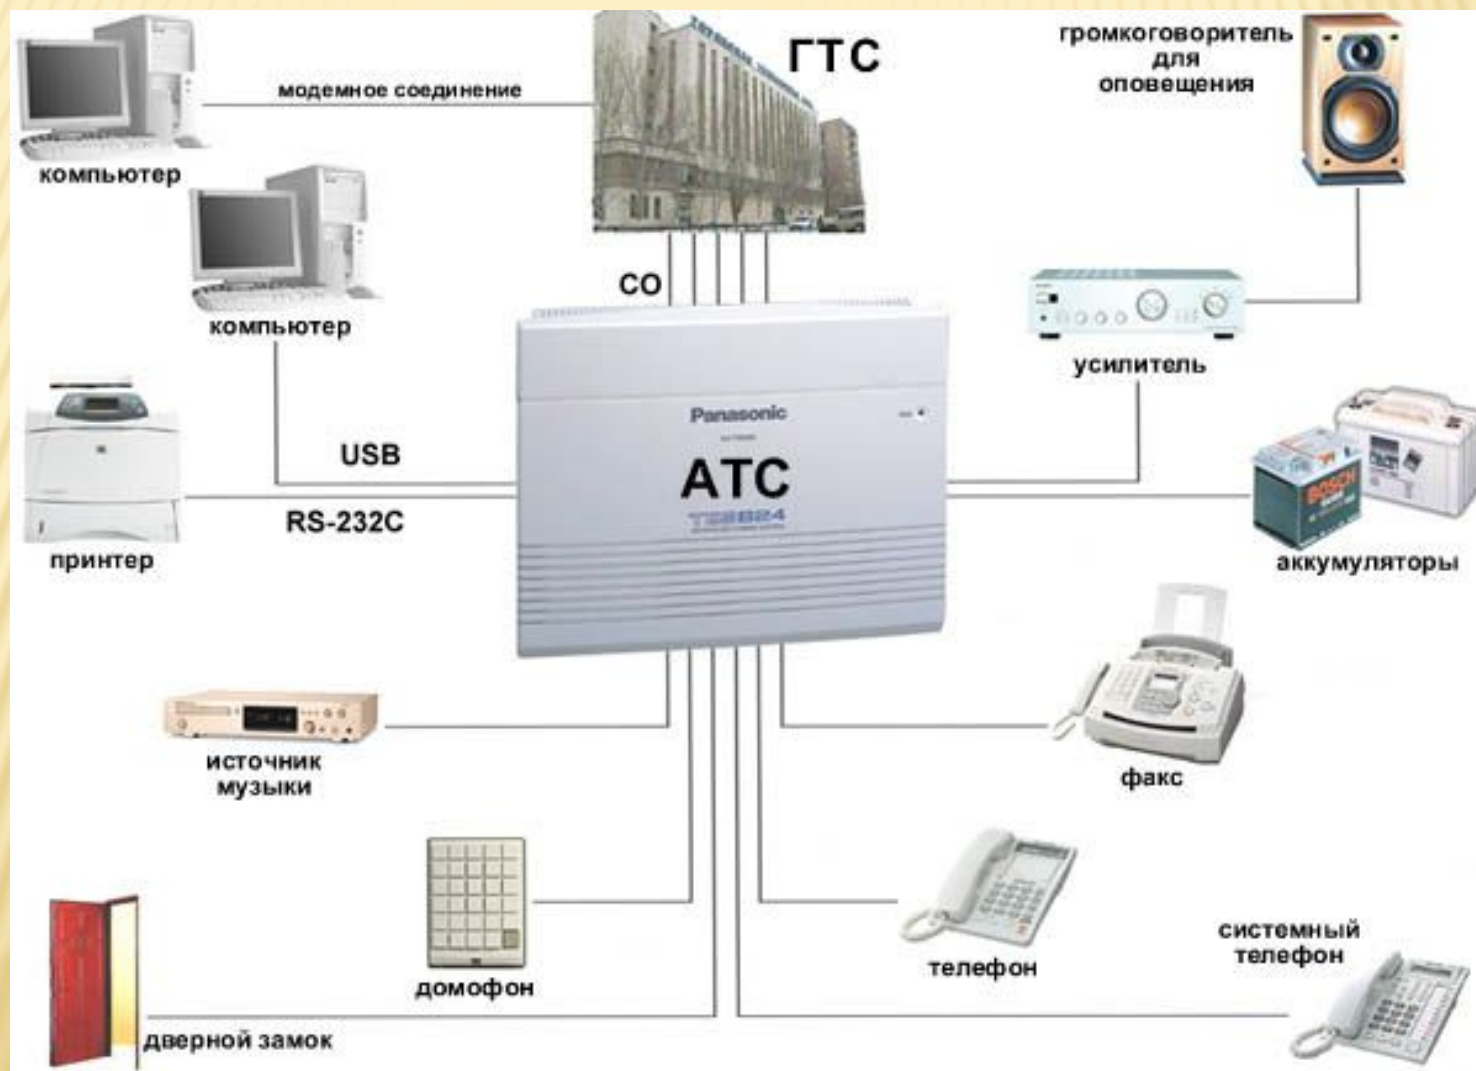 ГТС
громкоговоритель
для
оповещения
модемное соединение
компьютер
компьютер
СО
усилитель
Panasonic
АТС
USB
RS-232C
принтер
BOSCH
аккумуляторы
источник
музыки
факс
домофон
телефон
системный
телефон
дверной замок